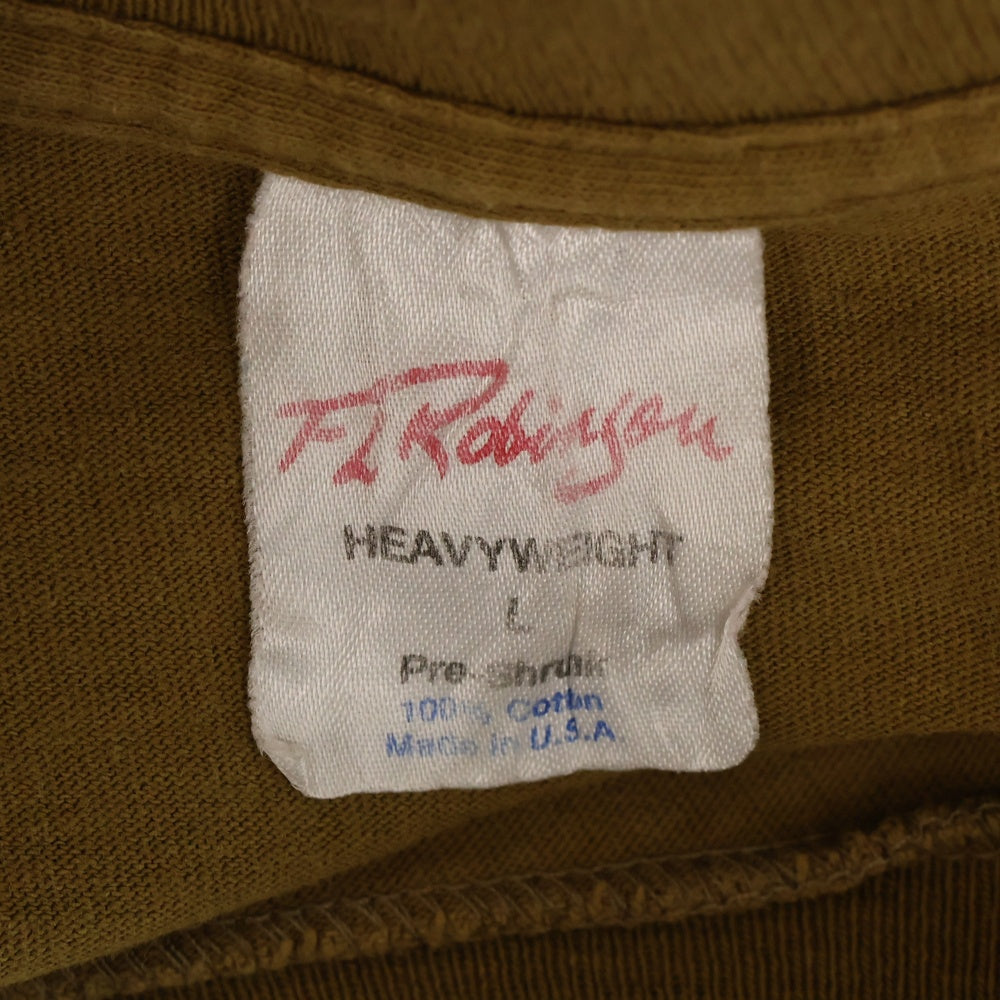 FL Robinson
HEAVYWEIGHT
L
Pre-Shrunk
100% Cotton
Made in U.S.A.